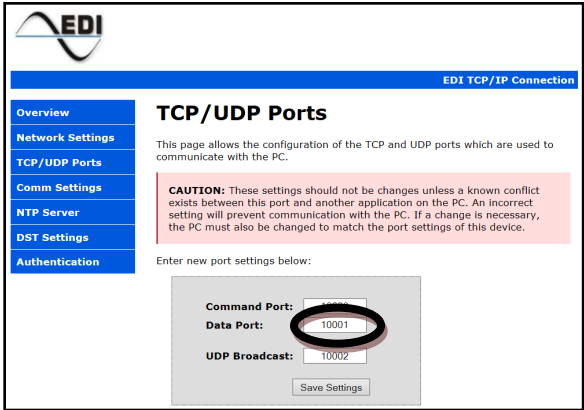 EDI
EDI TCP/IP Connection
Overview
Network Settings
TCP/UDP Ports
Comm Settings
NTP Server
DST Settings
Authentication
TCP/UDP Ports
This page allows the configuration of the TCP and UDP ports which are used to
communicate with the PC.
CAUTION: These settings should not be changes unless a known conflict
exists between this port and another application on the PC. An incorrect
setting will prevent communication with the PC. If a change is necessary,
the PC must also be changed to match the port settings of this device.
Enter new port settings below:
Command Port:
Data Port: 10001
UDP Broadcast: 10002
Save Settings